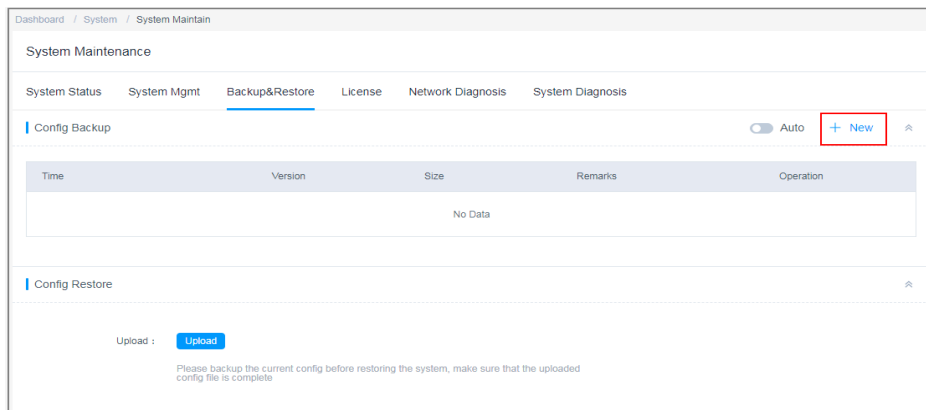 Dashboard / System / System Maintain
System Maintenance
System Status System Mgmt Backup&Restore License Network Diagnosis System Diagnosis
Config Backup Auto + New
Time Version Size Remarks Operation
No Data
Config Restore
Upload : Upload
Please backup the current config before restoring the system, make sure that the uploaded
config file is complete